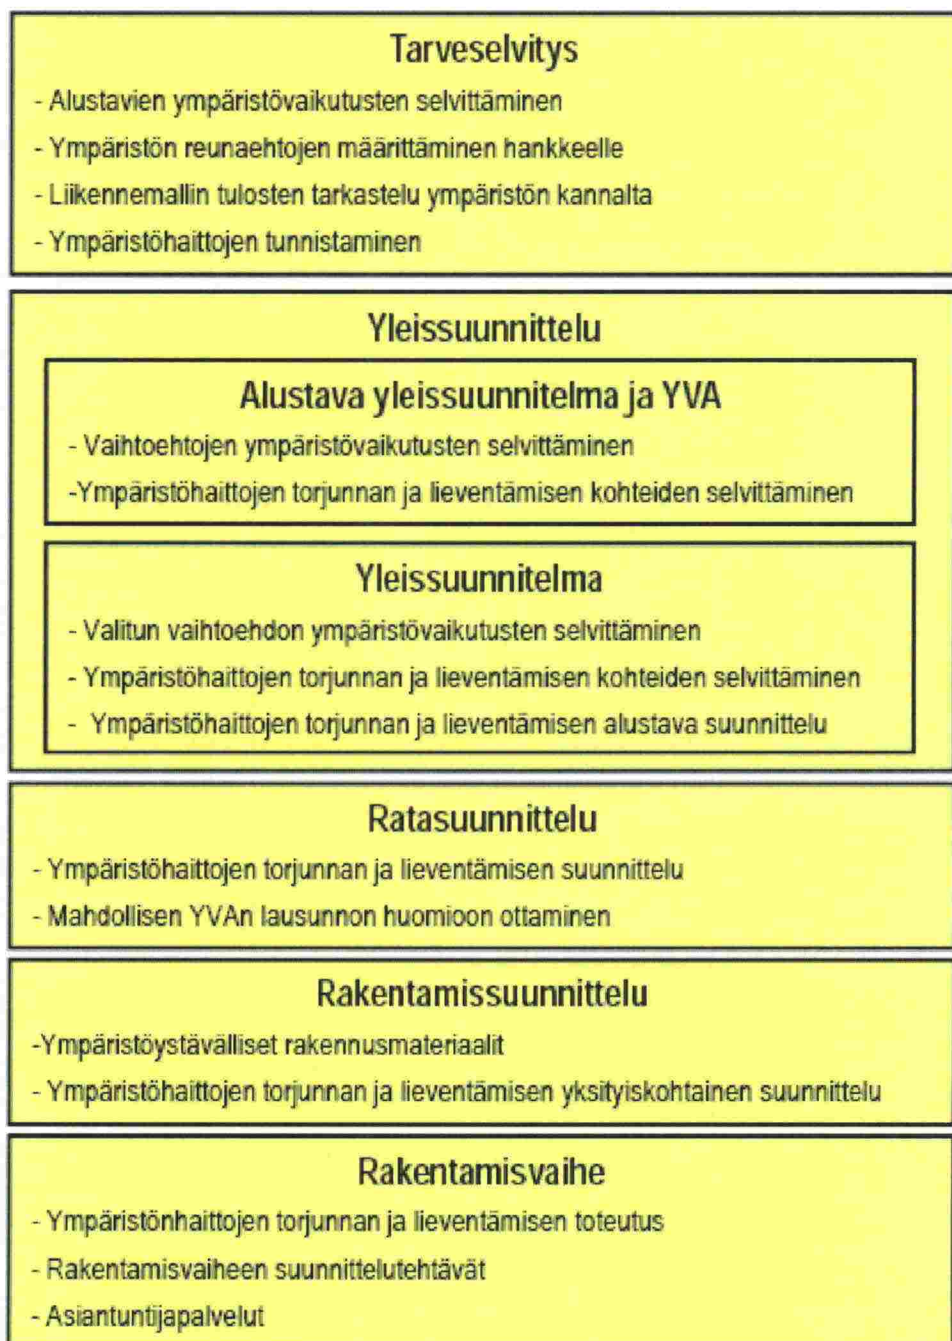 Tarveselvitys
- Alustavien ympäristövaikutusten selvittäminen
- Ympäristön reunaehtojen määrittäminen hankkeelle
- Liikennemallin tulosten tarkastelu ympäristön kannalta
- Ympäristöhaittojen tunnistaminen
Yleissuunnittelu
Alustava yleissuunnitelma ja YVA
- Vaihtoehtojen ympäristövaikutusten selvittäminen
-Ympäristöhaittojen torjunnan ja lieventämisen kohteiden selvittäminen
Yleissuunnitelma
- Valitun vaihtoehdon ympäristövaikutusten selvittäminen
- Ympäristöhaittojen torjunnan ja lieventämisen kohteiden selvittäminen
- Ympäristöhaittojen torjunnan ja lieventämisen alustava suunnittelu
Ratasuunnittelu
- Ympäristöhaittojen torjunnan ja lieventämisen suunnittelu
- Mahdollisen YVAn lausunnon huomioon ottaminen
Rakentamissuunnittelu
-Ympäristöystävälliset rakennusmateriaalit
- Ympäristöhaittojen torjunnan ja lieventämisen yksityiskohtainen suunnittelu
Rakentamisvaihe
- Ympäristönhaittojen torjunnan ja lieventämisen toteutus
- Rakentamisvaiheen suunnittelutehtävät
- Asiantuntijapalvelut